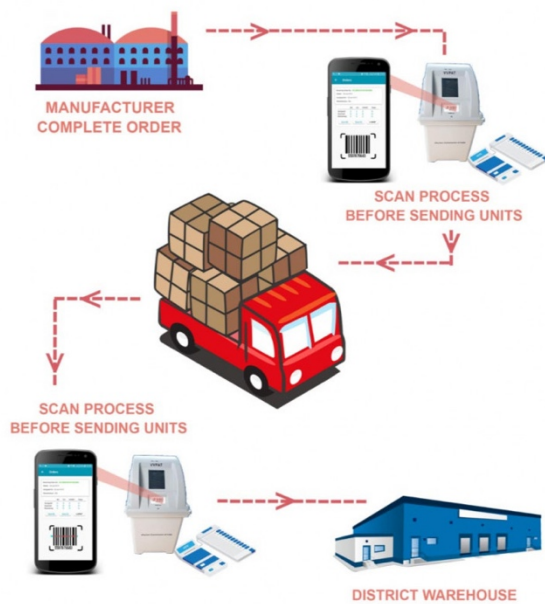 MANUFACTURER
COMPLETE ORDER
SCAN PROCESS
BEFORE SENDING UNITS
SCAN PROCESS
BEFORE SENDING UNITS
DISTRICT WAREHOUSE